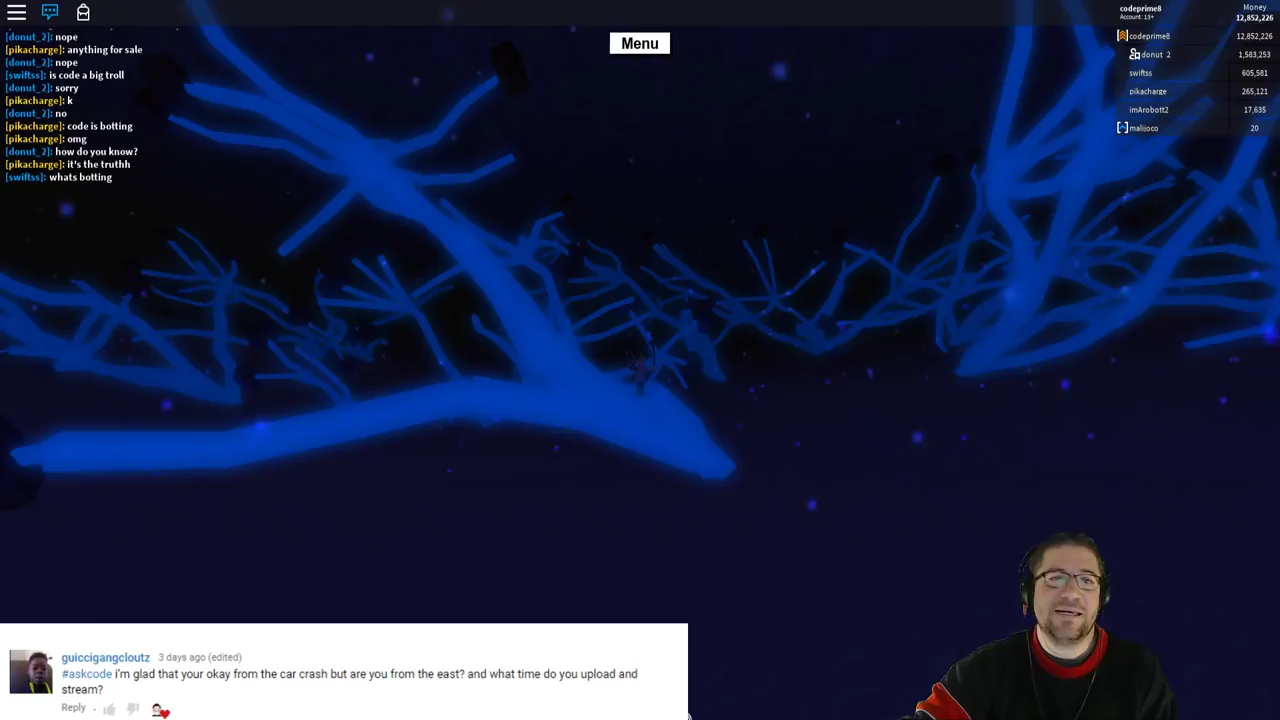 [donut_2]: nope
[pikacharge]: anything for sale
[donut_2]: nope
[swiftss]: is code a big troll
[donut_2]: sorry
[pikacharge]: k
[donut_2]: no
[pikacharge]: code is botting
[pikacharge]: omg
[donut_2]: how do you know?
[pikacharge]: it's the truthh
[swiftss]: whats botting
Menu
codeprime8
Account: 13+
Money
12,852,226
codeprime8 12,852,226
donut_2 1,583,253
swiftss 605,581
pikacharge 265,121
imArobott2 17,635
malijoco 20
guiccigangcloutz 3 days ago (edited)
#askcode i'm glad that your okay from the car crash but are you from the east? and what time do you upload and
stream?
Reply